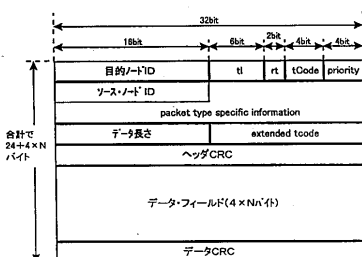 32bit
16bit 6bit 2bit 4bit 4bit
目的ノードID tl rt tCode priority
ソース・ノードID
packet type specific information
合計で
24+4×N
バイト
データ長さ extended tcode
ヘッダCRC
データ・フィールド(4×Nバイト)
データCRC